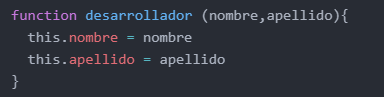 function desarrollador (nombre,apellido){
  this.nombre = nombre
  this.apellido = apellido
}